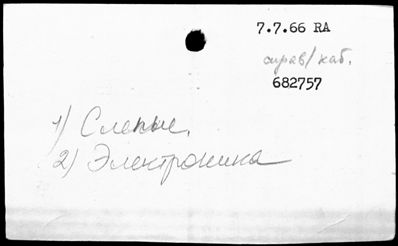 7.7.66 RA
справ/каб.
682757
1) Слепые.
2) Электроника